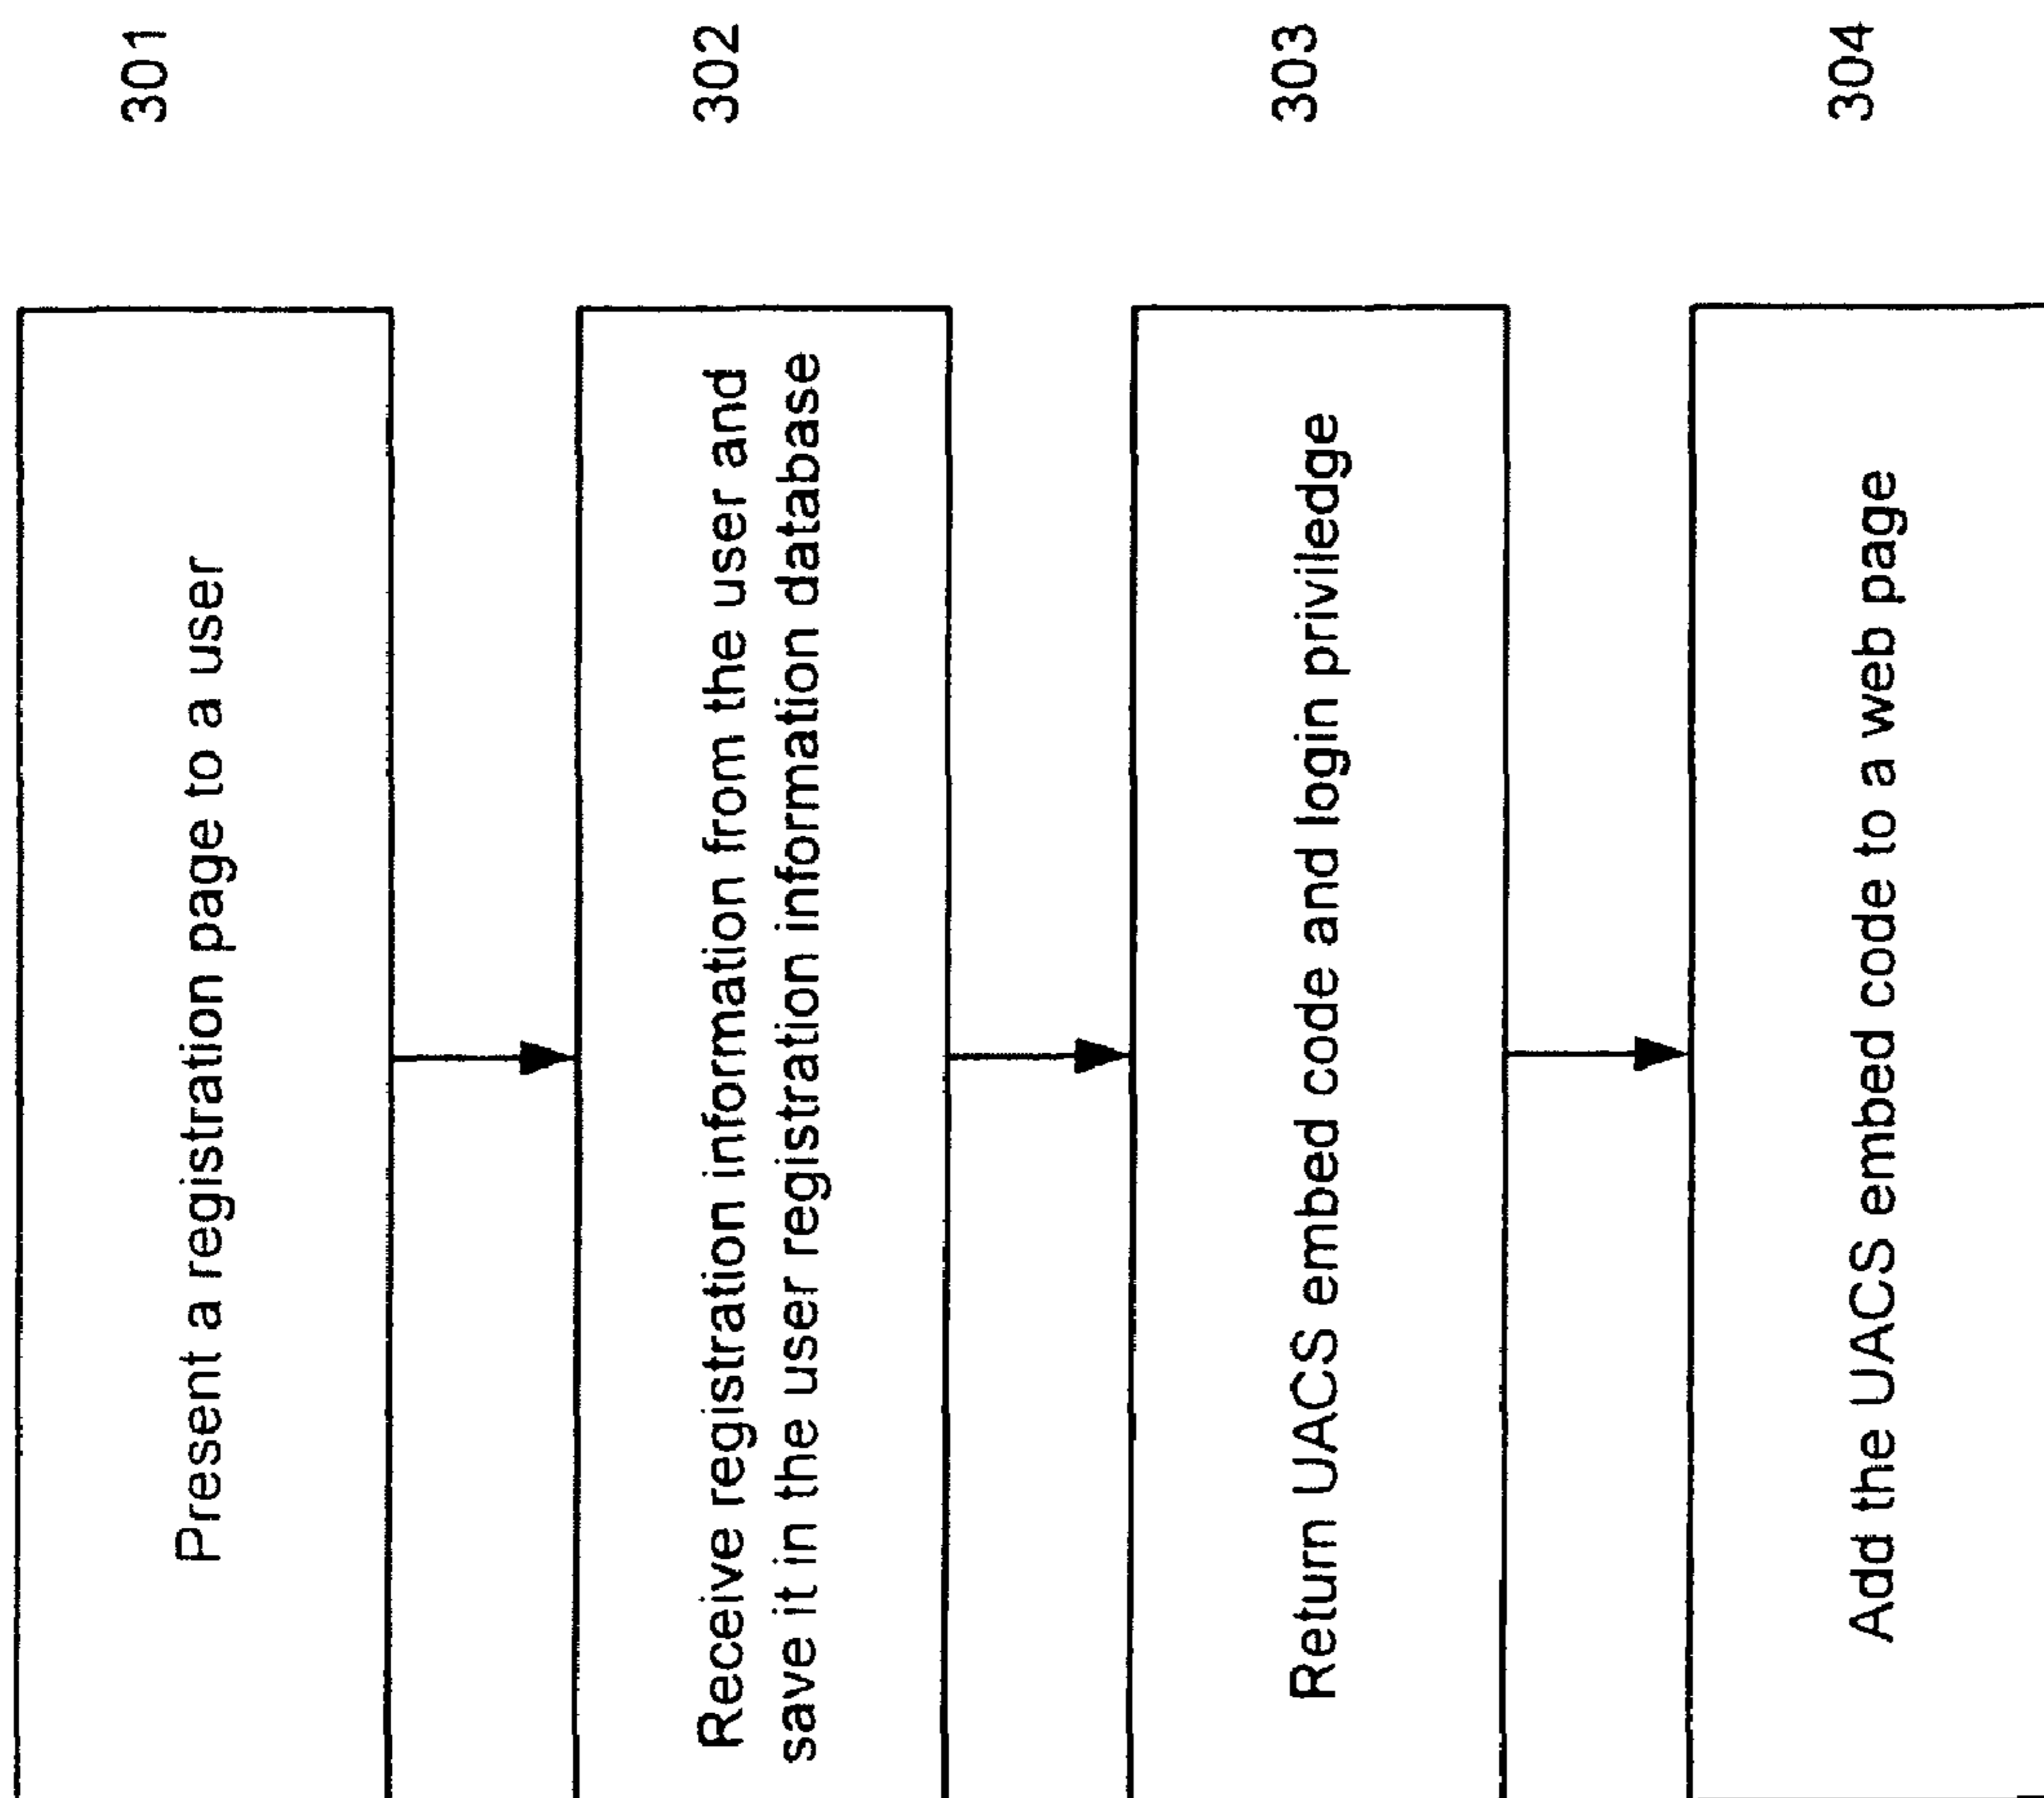 Present a registration page to a user
301
Receive registration information from the user and
save it in the user registration information database
302
Return UACS embed code and login priviledge
303
Add the UACS embed code to a web page
304